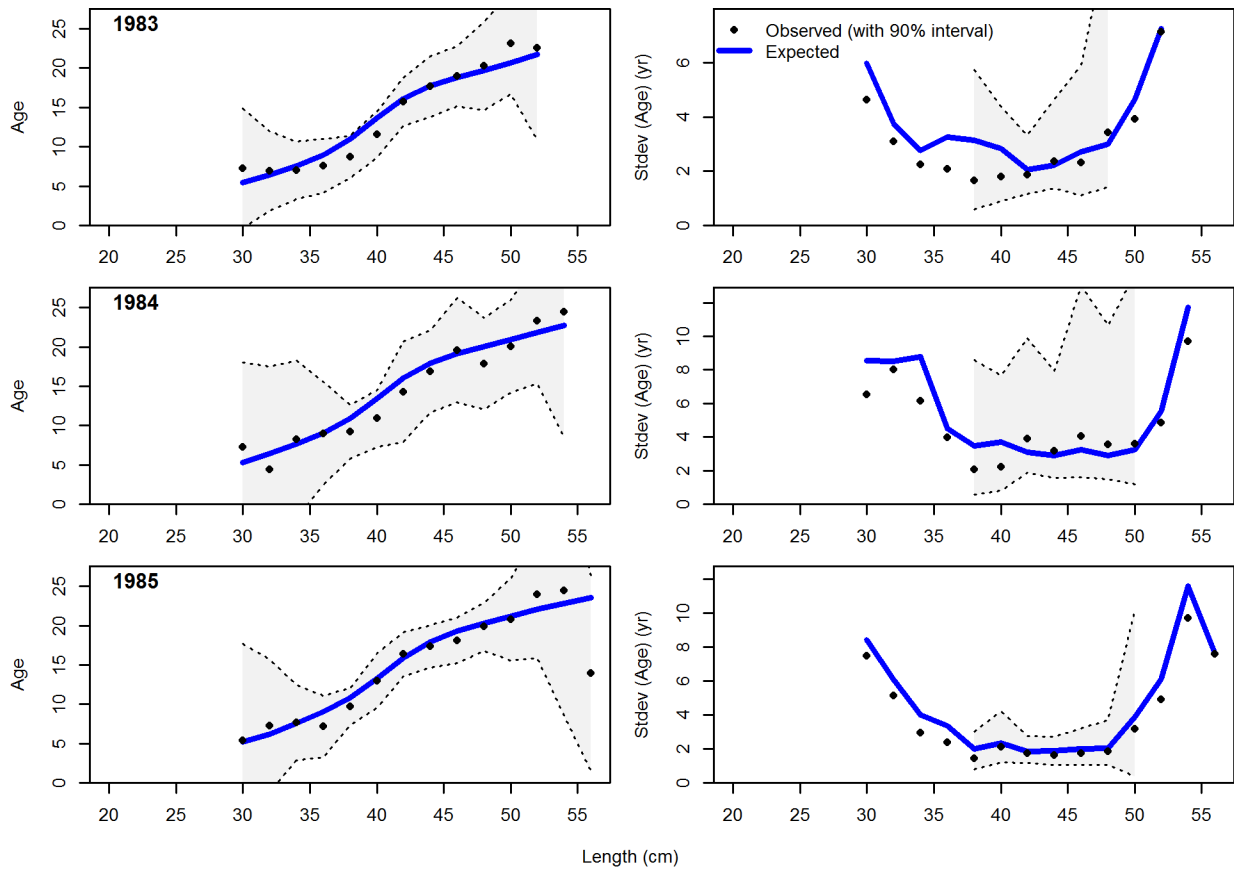 1983
Age
0 5 10 15 20 25
20 25 30 35 40 45 50 55
Observed (with 90% interval)
Expected
Stdev (Age) (yr)
0 2 4 6
20 25 30 35 40 45 50 55
1984
Age
0 5 10 15 20 25
20 25 30 35 40 45 50 55
Stdev (Age) (yr)
0 2 4 6 8 10
20 25 30 35 40 45 50 55
1985
Age
0 5 10 15 20 25
20 25 30 35 40 45 50 55
Stdev (Age) (yr)
0 2 4 6 8 10
20 25 30 35 40 45 50 55
Length (cm)